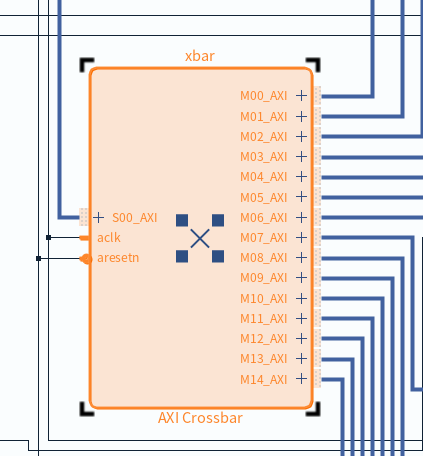 xbar
M00_AXI
M01_AXI
M02_AXI
M03_AXI
M04_AXI
M05_AXI
S00_AXI M06_AXI
aclk M07_AXI
aresetn M08_AXI
M09_AXI
M10_AXI
M11_AXI
M12_AXI
M13_AXI
M14_AXI
AXI Crossbar